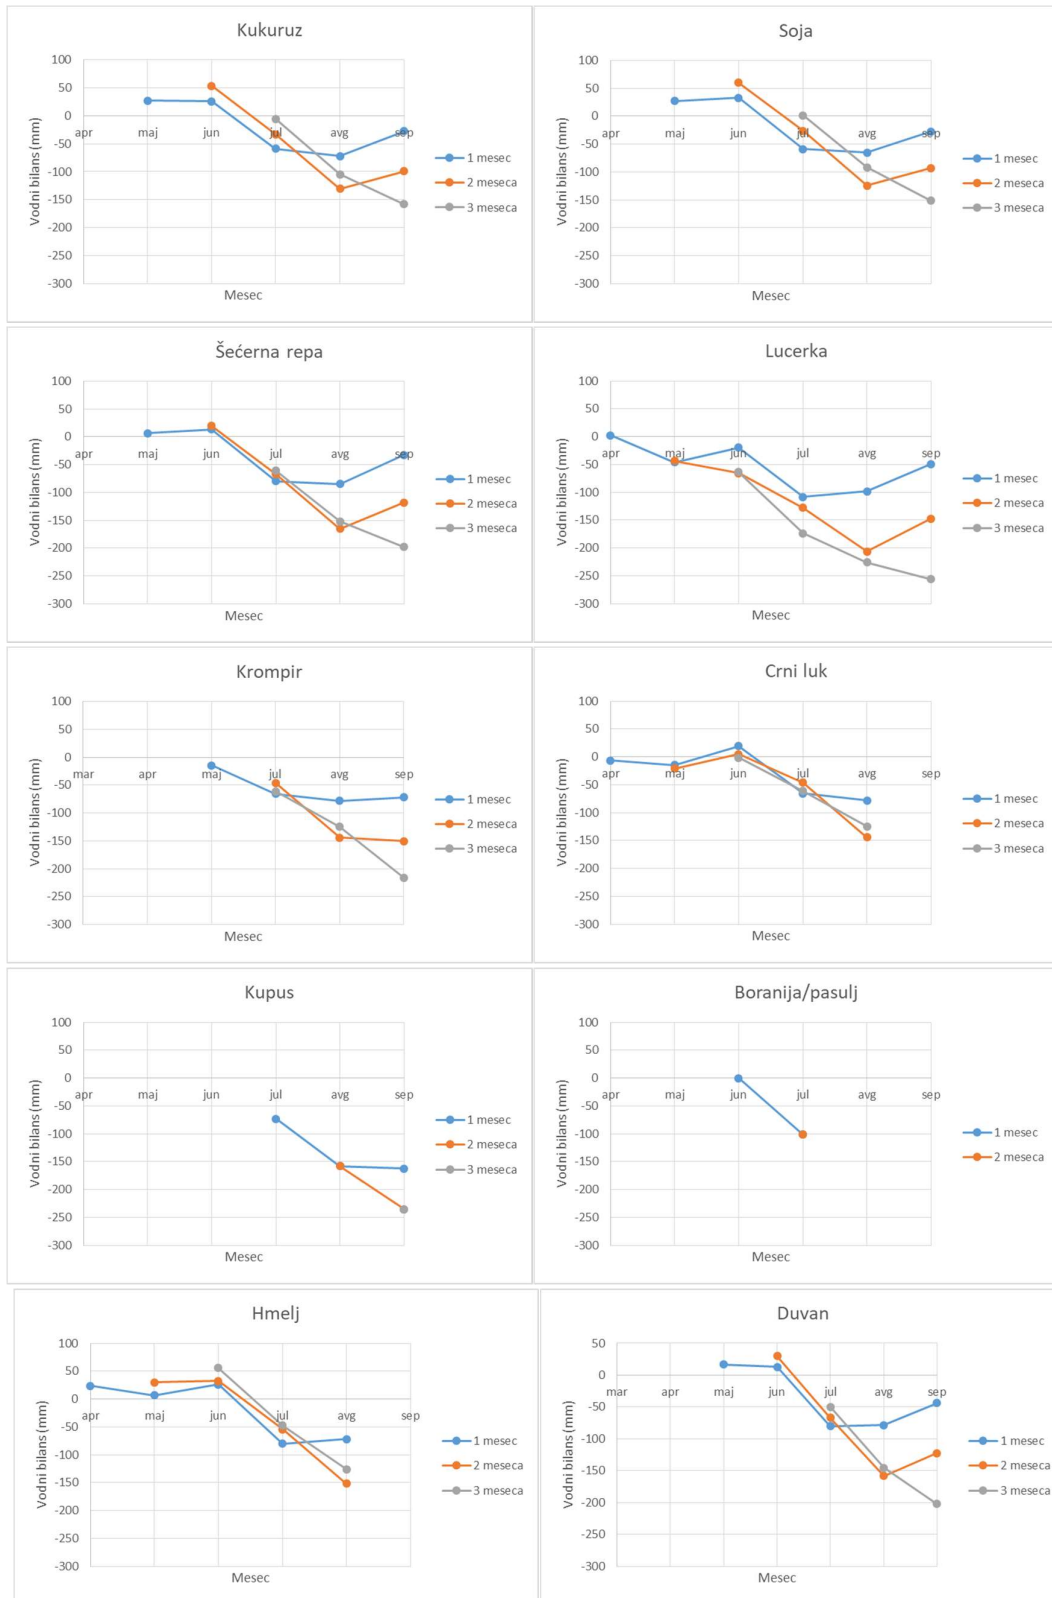 Kukuruz
100
50
0
-50
-100
-150
-200
-250
-300
apr maj jun jul avg sep
Vodni bilans (mm)
Mesec
1 mesec
2 meseca
3 meseca
Soja
100
50
0
-50
-100
-150
-200
-250
-300
apr maj jun jul avg sep
Vodni bilans (mm)
Mesec
1 mesec
2 meseca
3 meseca
Šećerna repa
100
50
0
-50
-100
-150
-200
-250
-300
apr maj jun jul avg sep
Vodni bilans (mm)
Mesec
1 mesec
2 meseca
3 meseca
Lucerka
100
50
0
-50
-100
-150
-200
-250
-300
apr maj jun jul avg sep
Vodni bilans (mm)
Mesec
1 mesec
2 meseca
3 meseca
Krompir
100
50
0
-50
-100
-150
-200
-250
-300
mar apr maj jul avg sep
Vodni bilans (mm)
Mesec
1 mesec
2 meseca
3 meseca
Crni luk
100
50
0
-50
-100
-150
-200
-250
-300
apr maj jun jul avg sep
Vodni bilans (mm)
Mesec
1 mesec
2 meseca
3 meseca
Kupus
100
50
0
-50
-100
-150
-200
-250
-300
apr maj jun jul avg sep
Vodni bilans (mm)
Mesec
1 mesec
2 meseca
3 meseca
Boranija/pasulj
100
50
0
-50
-100
-150
-200
-250
-300
apr maj jun jul avg sep
Vodni bilans (mm)
Mesec
1 mesec
2 meseca
Hmelj
100
50
0
-50
-100
-150
-200
-250
-300
apr maj jun jul avg sep
Vodni bilans (mm)
Mesec
1 mesec
2 meseca
3 meseca
Duvan
50
0
-50
-100
-150
-200
-250
-300
mar apr maj jun jul avg sep
Vodni bilans (mm)
Mesec
1 mesec
2 meseca
3 meseca